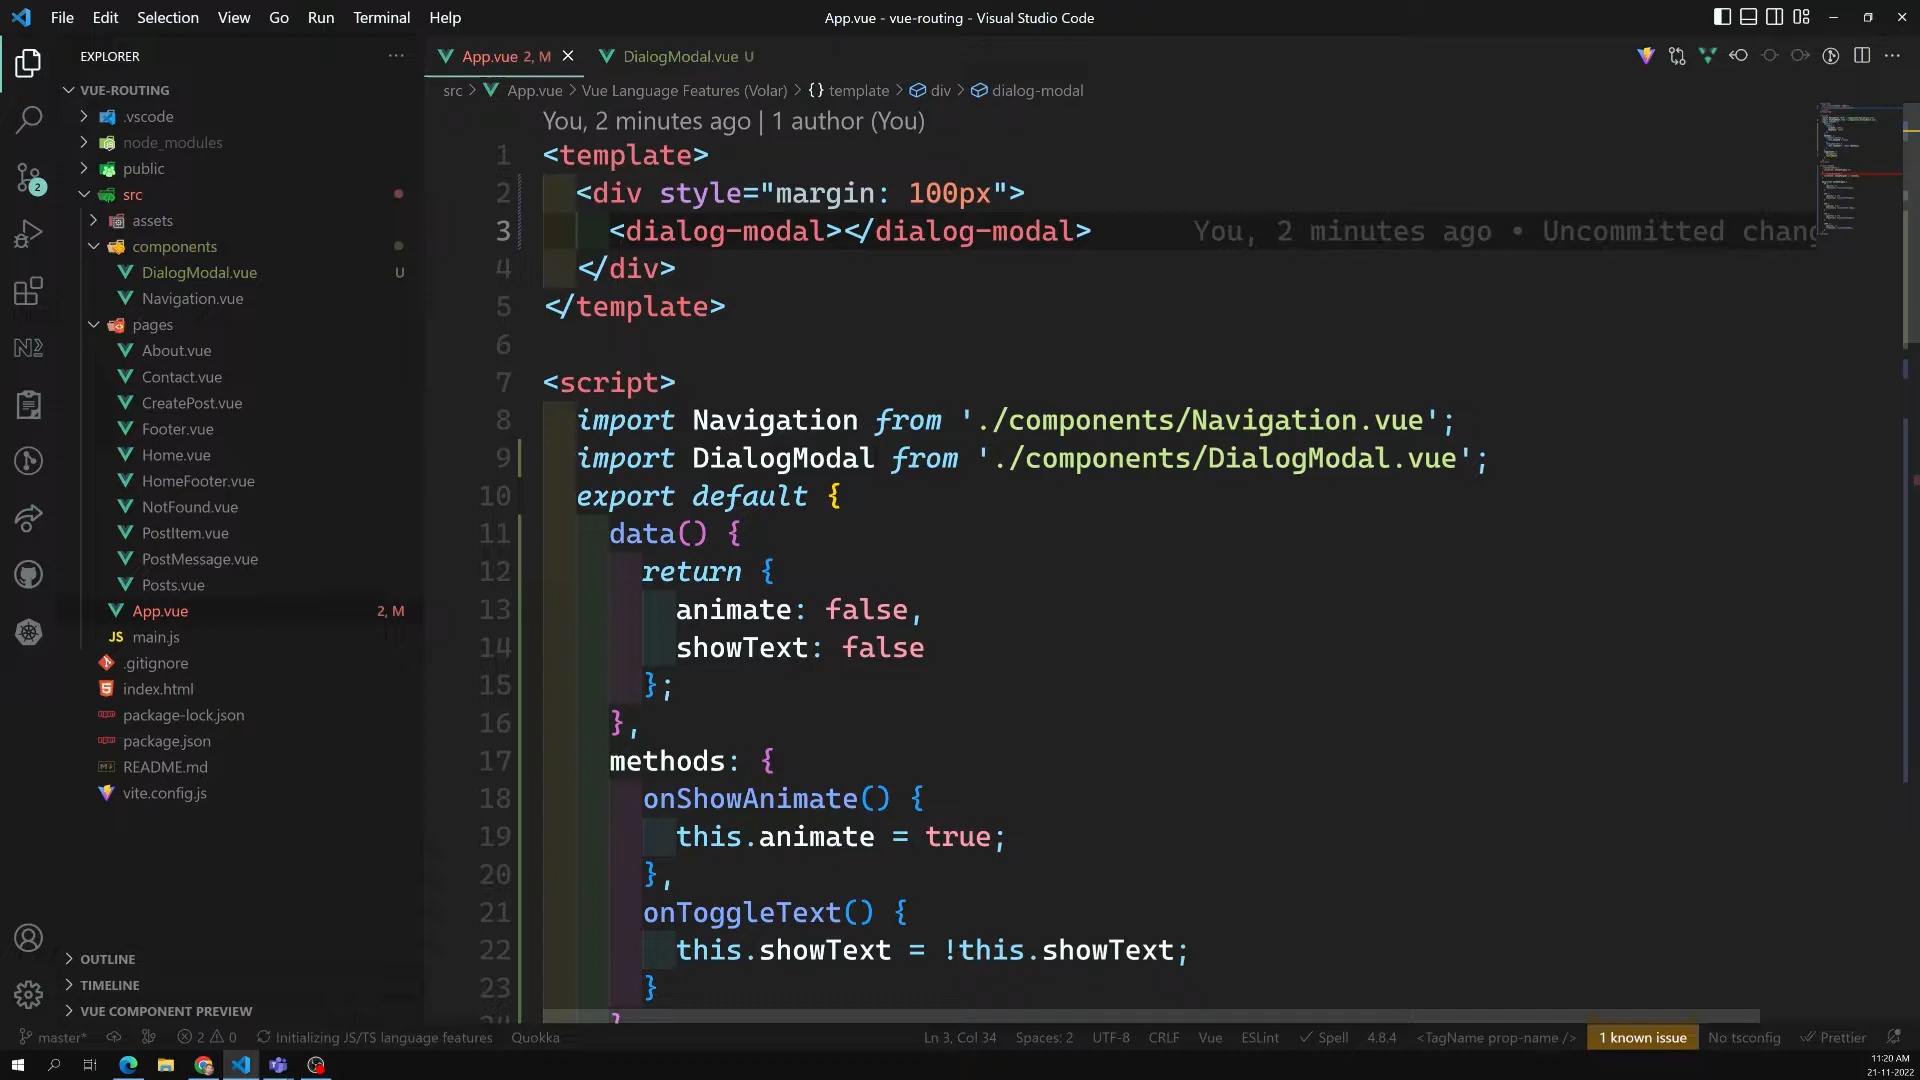 File Edit Selection View Go Run Terminal Help
App.vue - vue-routing - Visual Studio Code
EXPLORER
VUE-ROUTING
.vscode
node_modules
public
src
assets
components
DialogModal.vue U
Navigation.vue
pages
About.vue
Contact.vue
CreatePost.vue
Footer.vue
Home.vue
HomeFooter.vue
NotFound.vue
PostItem.vue
PostMessage.vue
Posts.vue
App.vue 2, M
JS main.js
.gitignore
index.html
package-lock.json
package.json
README.md
vite.config.js
OUTLINE
TIMELINE
VUE COMPONENT PREVIEW
App.vue 2, M DialogModal.vue U
src > App.vue > Vue Language Features (Volar) > {} template > div > dialog-modal
You, 2 minutes ago | 1 author (You)
1 <template>
2 <div style="margin: 100px">
3 <dialog-modal></dialog-modal> You, 2 minutes ago • Uncommitted chang
4 </div>
5 </template>
6
7 <script>
8 import Navigation from './components/Navigation.vue';
9 import DialogModal from './components/DialogModal.vue';
10 export default {
11 data() {
12 return {
13 animate: false,
14 showText: false
15 };
16 },
17 methods: {
18 onShowAnimate() {
19 this.animate = true;
20 },
21 onToggleText() {
22 this.showText = !this.showText;
23 }
2
master* 2 0 Initializing JS/TS language features Quokka Ln 3, Col 34 Spaces: 2 UTF-8 CRLF Vue ESLint Spell 4.8.4 <TagName prop-name /> 1 known issue No tsconfig Prettier
11:20 AM
21-11-2022